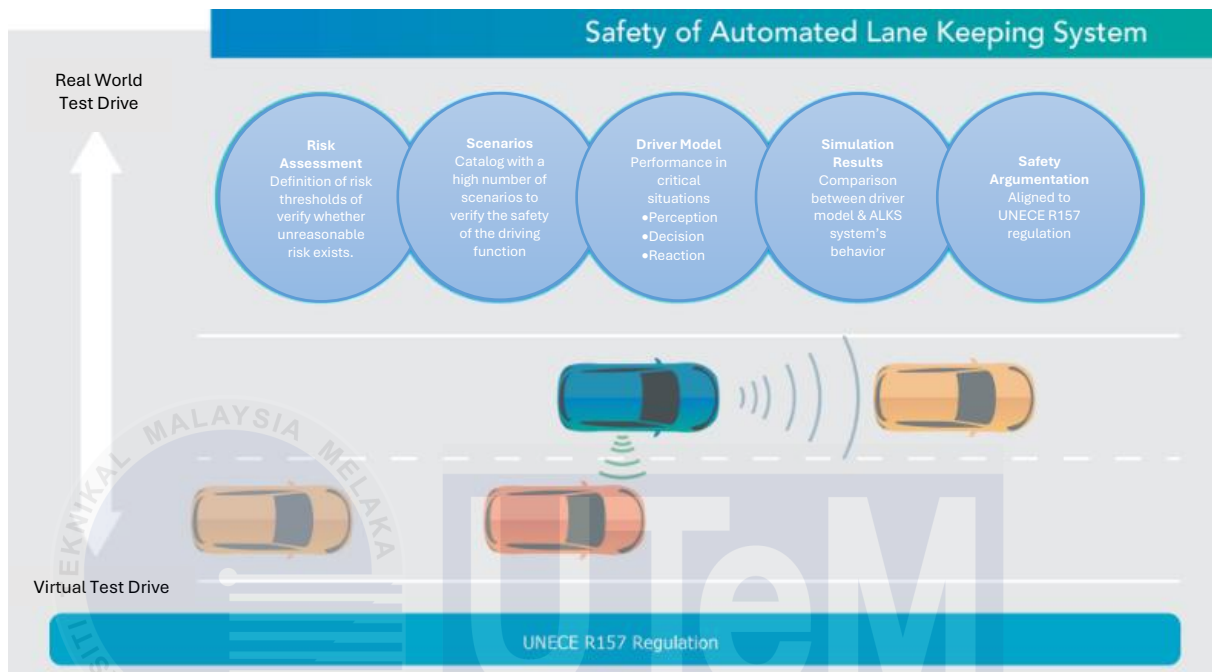 Safety of Automated Lane Keeping System
Real World
Test Drive
Risk
Assessment
Definition of risk
thresholds of
verify whether
unreasonable
risk exists.
Scenarios
Catalog with a
high number of
scenarios to
verify the safety
of the driving
function
Driver Model
Performance in
critical
situations
•Perception
•Decision
•Reaction
Simulation
Results
Comparison
between driver
model & ALKS
system's
behavior
Safety
Argumentation
Aligned to
UNECE R157
regulation
Virtual Test Drive
UNECE R157 Regulation
SITI TEKNIKAL MALAYSIA MELAKA
UTeM